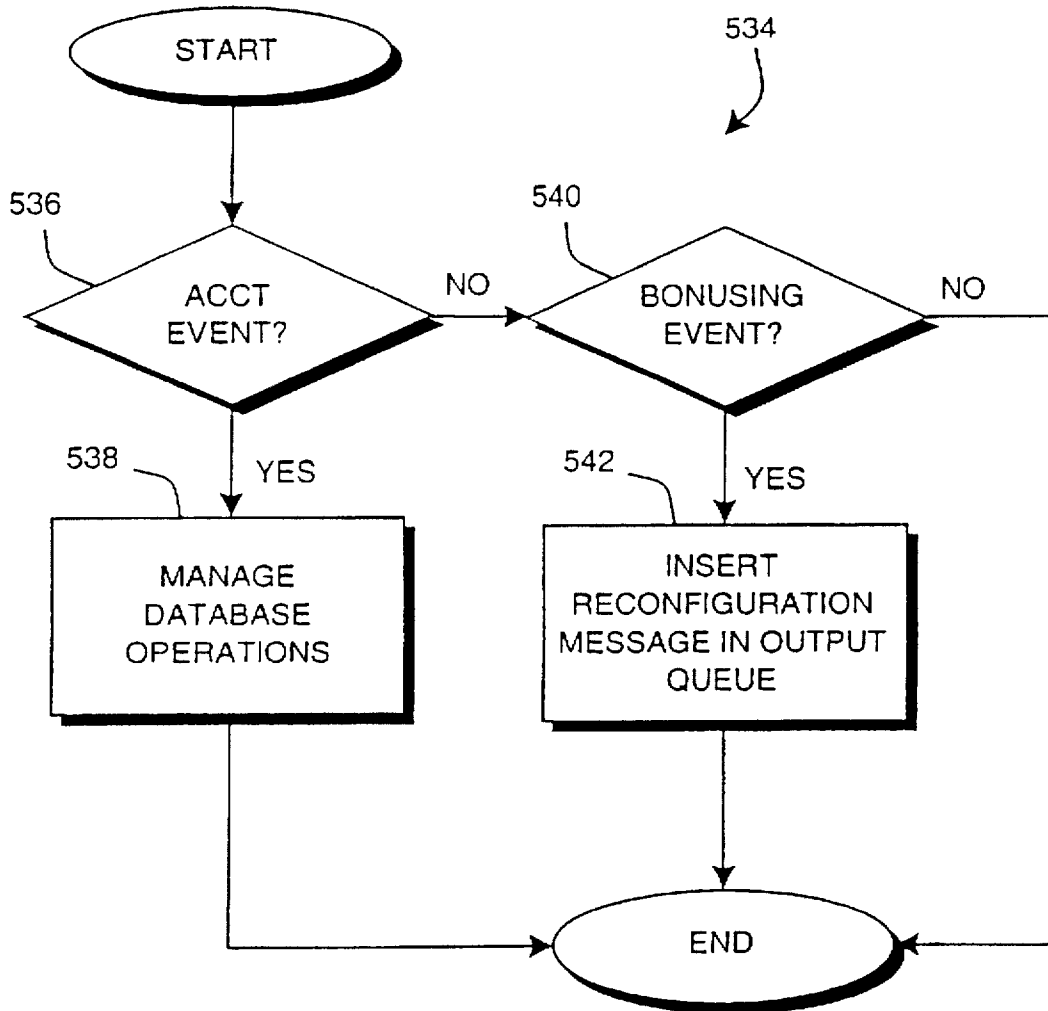 START
534
536
ACCT
EVENT?
NO
540
BONUSING
EVENT?
NO
538
YES
MANAGE
DATABASE
OPERATIONS
542
YES
INSERT
RECONFIGURATION
MESSAGE IN OUTPUT
QUEUE
END